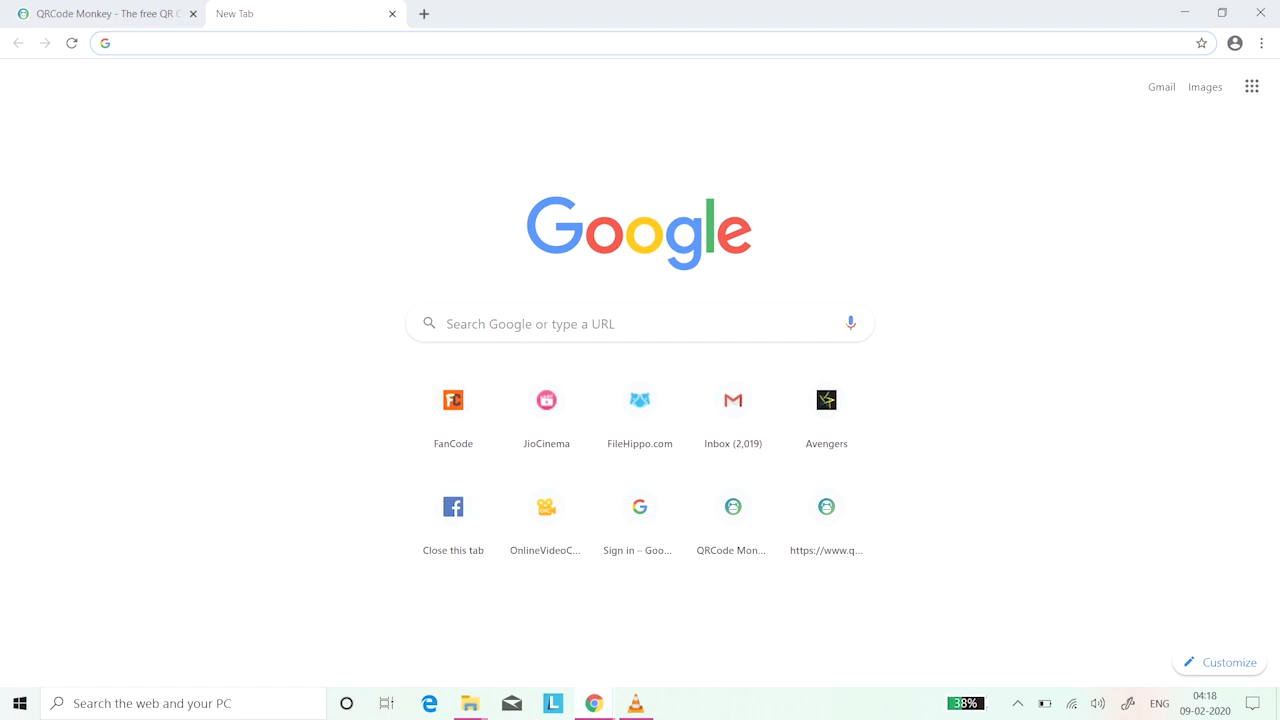 QRCode Monkey - The free QR C
New Tab
Gmail Images
Google
Search Google or type a URL
FanCode JioCinema FileHippo.com Inbox (2,019) Avengers
Close this tab OnlineVideoC... Sign in – Goo... QRCode Mon... https://www.q...
Customize
Search the web and your PC
38%
ENG
04:18
09-02-2020